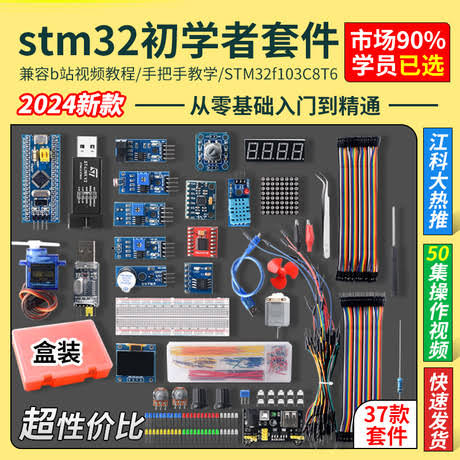 stm32初学者套件
市场90%
学员已选
兼容b站视频教程/手把手教学/STM32f103C8T6
2024新款
从零基础入门到精通
江科大热推
50集操作视频
快速发货
盒装
超性价比
37款
套件